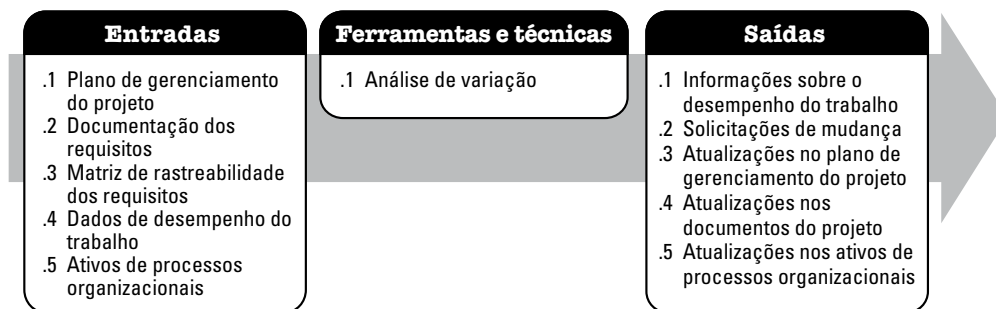 Entradas
.1 Plano de gerenciamento
do projeto
.2 Documentação dos
requisitos
.3 Matriz de rastreabilidade
dos requisitos
.4 Dados de desempenho do
trabalho
.5 Ativos de processos
organizacionais
Ferramentas e técnicas
.1 Análise de variação
Saídas
.1 Informações sobre o
desempenho do trabalho
.2 Solicitações de mudança
.3 Atualizações no plano de
gerenciamento do projeto
.4 Atualizações nos
documentos do projeto
.5 Atualizações nos ativos de
processos organizacionais